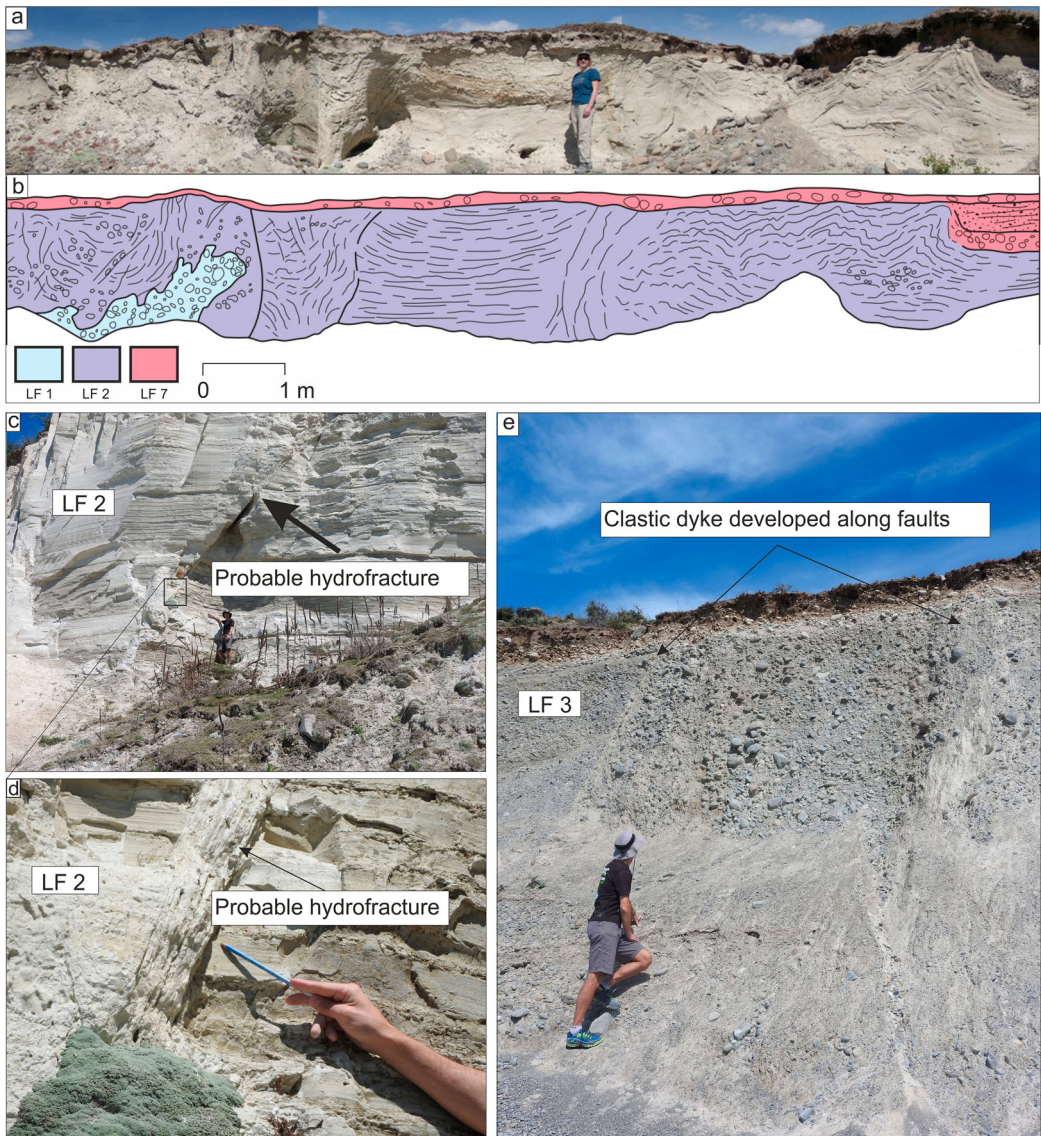 a
b
LF 1
LF 2
LF 7
0
1 m
c
LF 2
Probable hydrofracture
d
LF 2
Probable hydrofracture
e
Clastic dyke developed along faults
LF 3